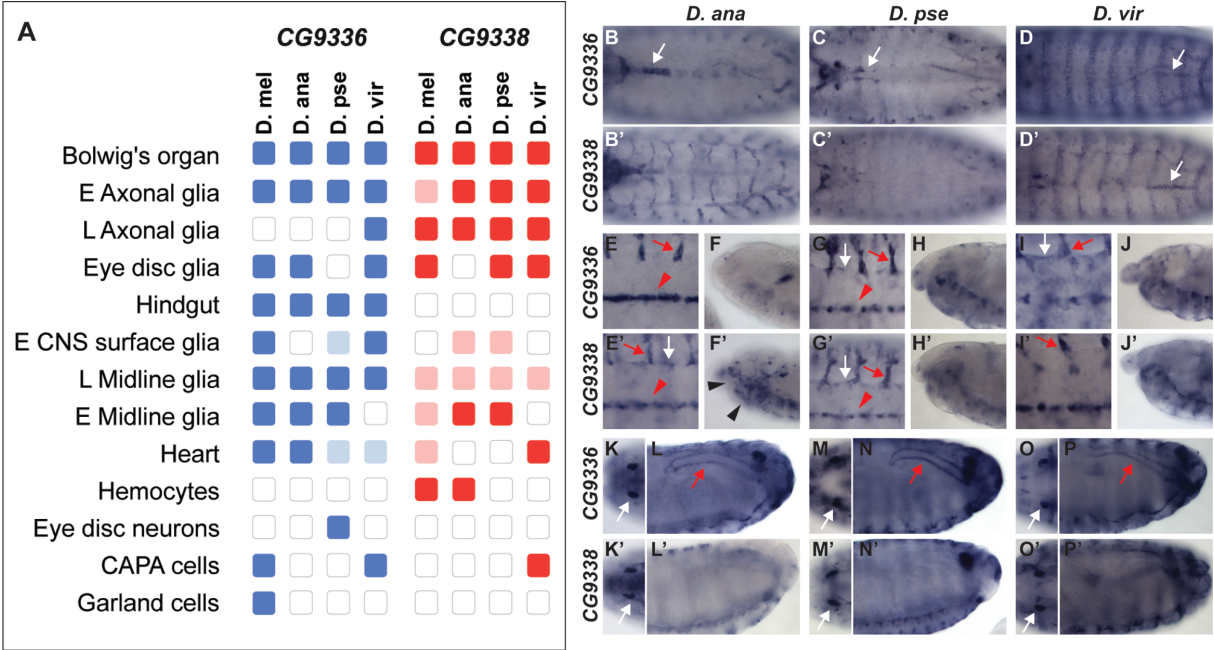 A
CG9336 CG9338
D. mel D. ana D. pse D. vir D. mel D. ana D. pse D. vir
Bolwig's organ
E Axonal glia
L Axonal glia
Eye disc glia
Hindgut
E CNS surface glia
L Midline glia
E Midline glia
Heart
Hemocytes
Eye disc neurons
CAPA cells
Garland cells
D. ana D. pse D. vir
CG9336
B C D
CG9338
B' C' D'
CG9336
E F G H I J
CG9338
E' F' G' H' I' J'
CG9336
K L M N O P
CG9338
K' L' M' N' O' P'